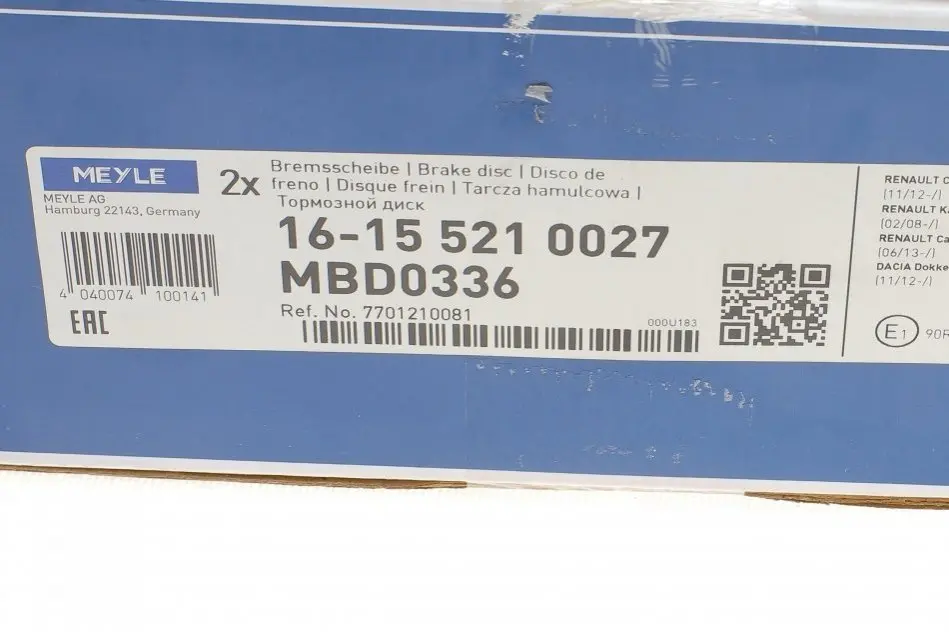 MEYLE
MEYLE AG
Hamburg 22143, Germany
4 040074 100141
EAC
2x
Bremsscheibe | Brake disc | Disco de
freno | Disque frein | Tarcza hamulcowa |
Тормозной диск
16-15 521 0027
MBD0336
Ref. No. 7701210081
000U183
RENAULT
(11/12-/)
RENAULT
(02/08-/)
RENAULT
(06/13-/)
DACIA
(11/12-/)
E1